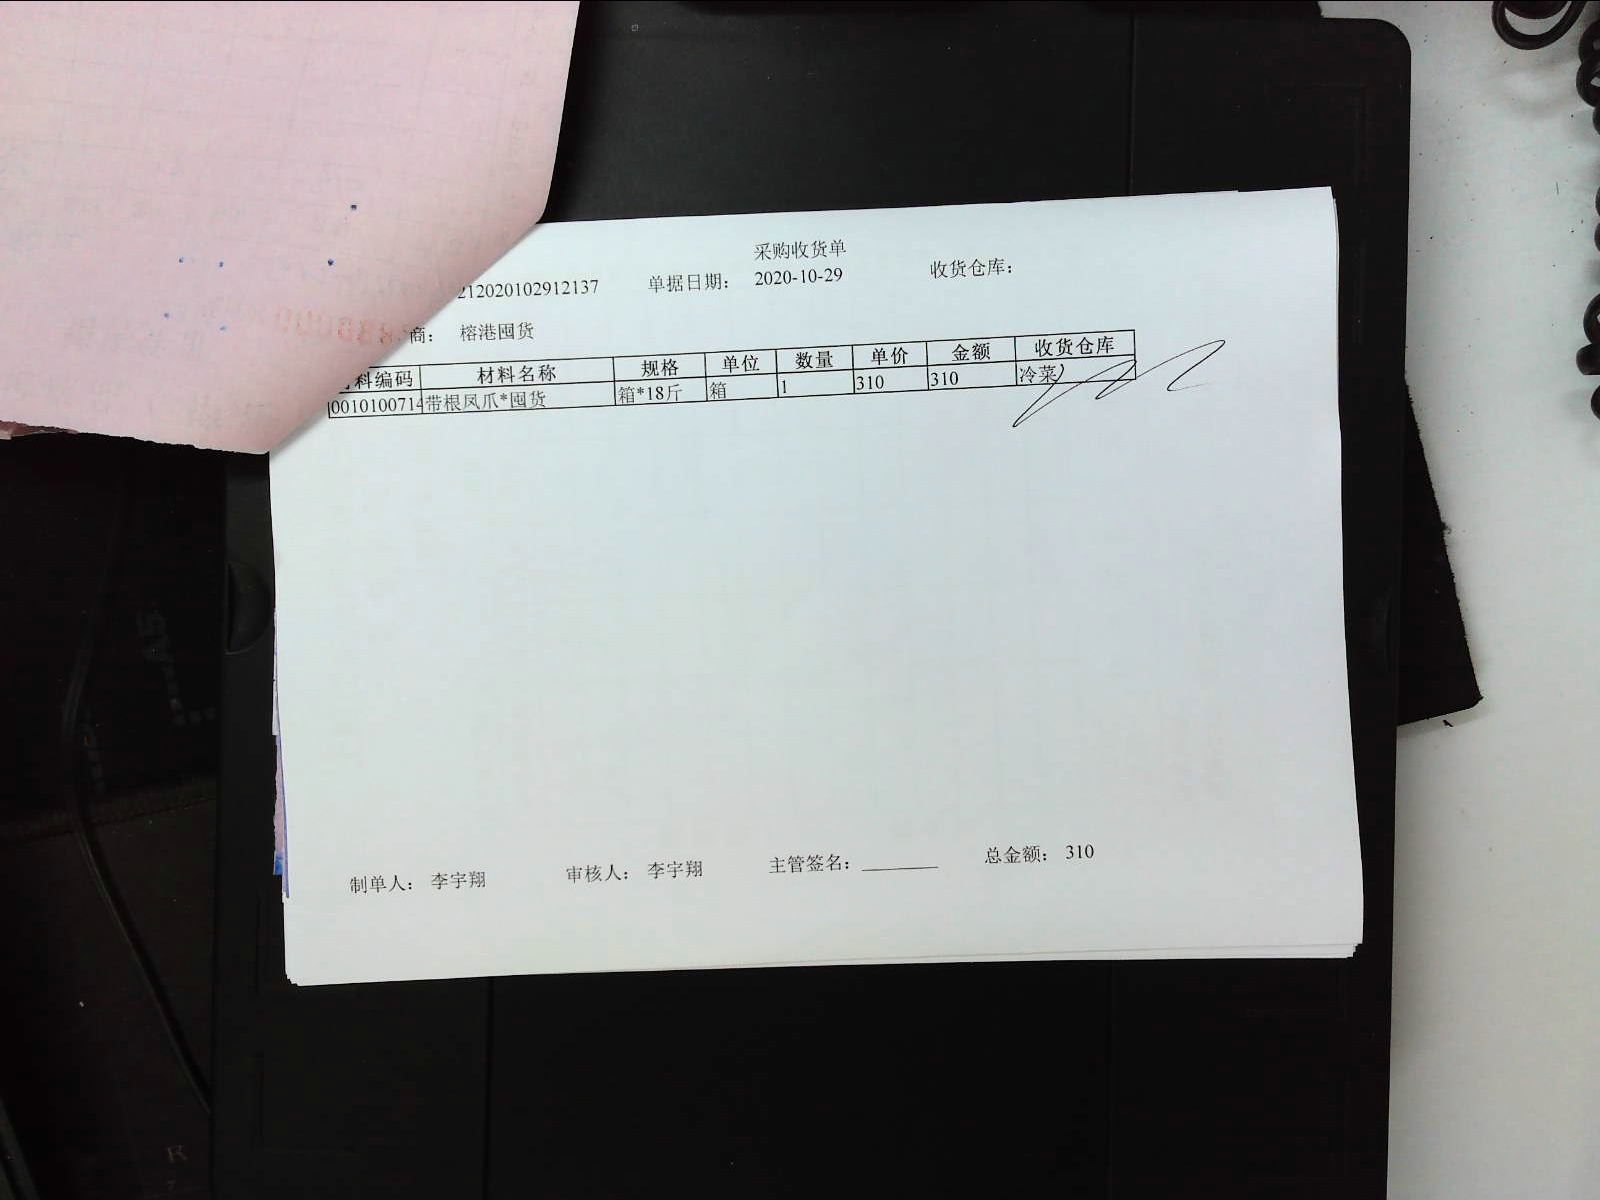 采购收货单
212020102912137 单据日期： 2020-10-29 收货仓库：
商： 榕港囤货
料编码 材料名称 规格 单位 数量 单价 金额 收货仓库
0010100714 带根凤爪*囤货 箱*18斤 箱 1 310 310 冷菜
制单人： 李宇翔 审核人： 李宇翔 主管签名：________ 总金额： 310